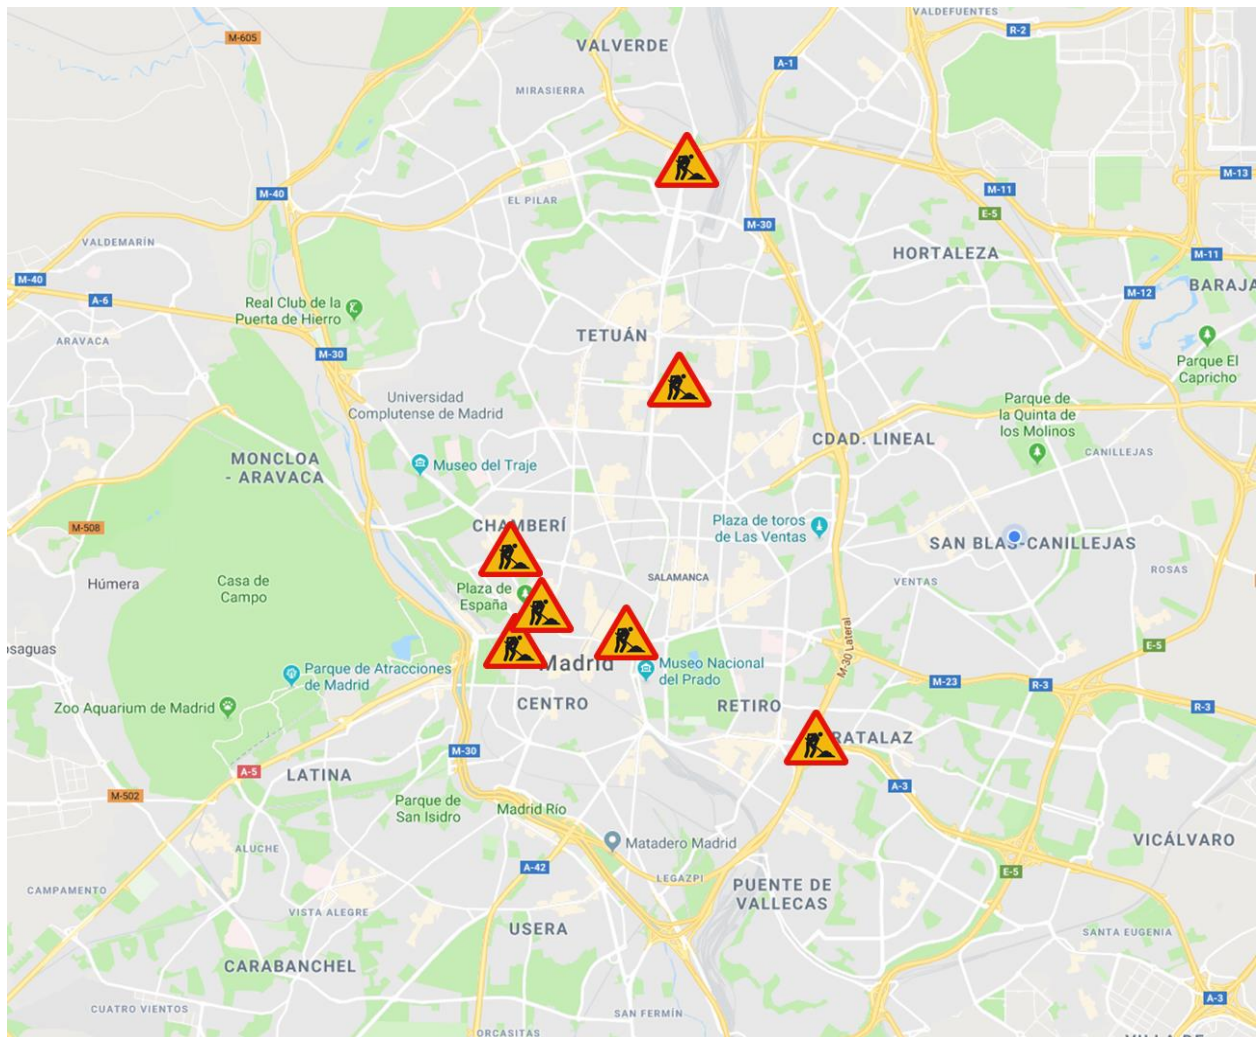 VALDEFUENTES
M-605
R-2
VALVERDE
A-1
MIRASIERRA
M-13
M-40
M-11
EL PILAR
E-5
M-30
VALDEMARÍN
HORTALEZA
M-11
M-40
BARAJA
A-6
M-12
Real Club de la
Puerta de Hierro
TETUÁN
ARAVACA
M-30
Parque El
Capricho
Universidad
Complutense de Madrid
Parque de
la Quinta de
los Molinos
CDAD. LINEAL
CANILLEJAS
MONCLOA
- ARAVACA
Museo del Traje
M-508
CHAMBERÍ
Plaza de toros
de Las Ventas
SAN BLAS-CANILLEJAS
ROSAS
Húmera
Casa de
Campo
SALAMANCA
VENTAS
Plaza de
España
M-30 Lateral
osaguas
E-5
Parque de Atracciones
de Madrid
Madrid
Museo Nacional
del Prado
M-23
R-3
Zoo Aquarium de Madrid
CENTRO
RETIRO
R-3
RATALAZ
M-30
A-5
LATINA
A-3
M-502
Parque de
San Isidro
Madrid Río
ALUCHE
Matadero Madrid
VICÁLVARO
A-42
LEGAZPI
E-5
CAMPAMENTO
PUENTE DE
VALLECAS
VISTA ALEGRE
USERA
SANTA EUGENIA
CARABANCHEL
A-3
CUATRO VIENTOS
SAN FERMÍN
ORCASITAS